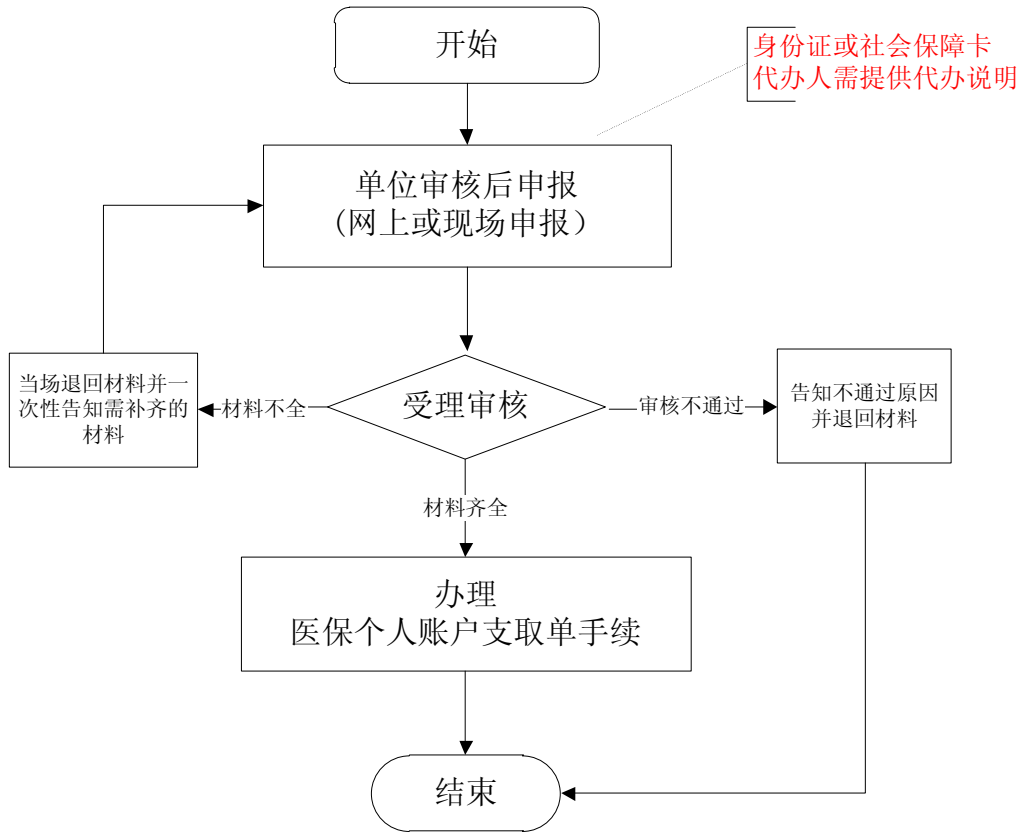 开始
身份证或社会保障卡
代办人需提供代办说明
单位审核后申报
(网上或现场申报）
当场退回材料并一
次性告知需补齐的
材料
材料不全
受理审核
审核不通过
告知不通过原因
并退回材料
材料齐全
办理
医保个人账户支取单手续
结束